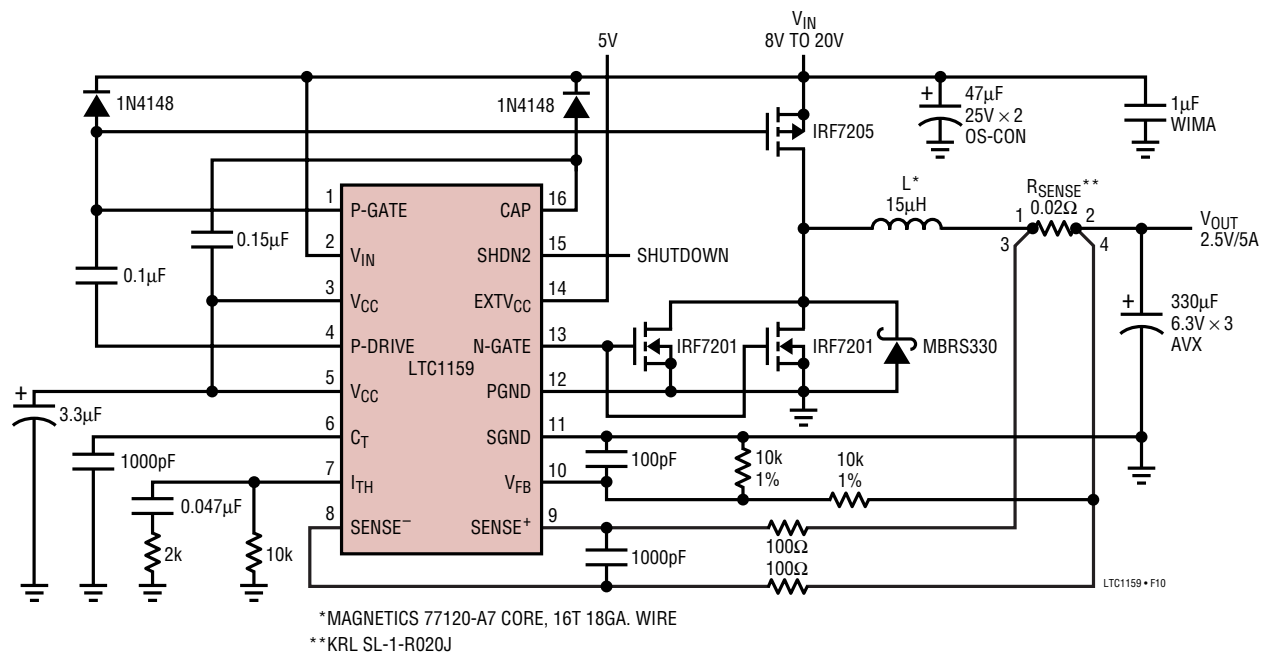 V_IN
8V TO 20V
5V
1N4148
1N4148
+
47µF
25V × 2
OS-CON
1µF
WIMA
IRF7205
L*
15µH
R_SENSE**
0.02Ω
1
2
3
4
V_OUT
2.5V/5A
1
P-GATE
CAP
16
0.15µF
2
V_IN
SHDN2
15
SHUTDOWN
0.1µF
3
V_CC
EXTV_CC
14
+
330µF
6.3V × 3
AVX
4
P-DRIVE
N-GATE
13
IRF7201
IRF7201
MBRS330
LTC1159
+
3.3µF
5
V_CC
PGND
12
6
C_T
SGND
11
1000pF
100pF
10k
1%
10k
1%
7
I_TH
V_FB
10
0.047µF
8
SENSE⁻
SENSE⁺
9
2k
10k
1000pF
100Ω
100Ω
LTC1159 • F10
*MAGNETICS 77120-A7 CORE, 16T 18GA. WIRE
**KRL SL-1-R020J